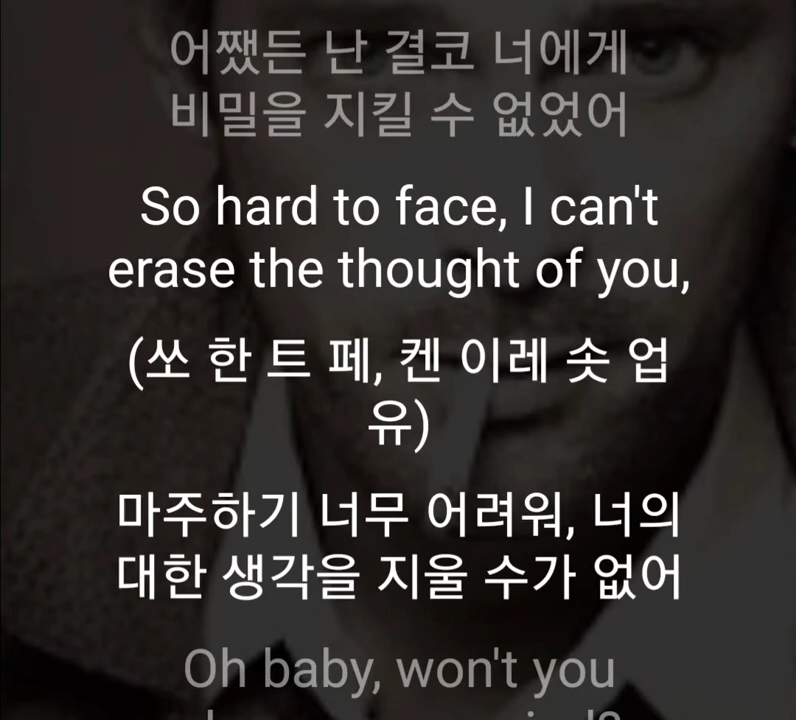 어쨌든 난 결코 너에게
비밀을 지킬 수 없었어
So hard to face, I can't
erase the thought of you,
(쏘 한 트 페, 켄 이레 솟 업
유)
마주하기 너무 어려워, 너의
대한 생각을 지울 수가 없어
Oh baby, won't you